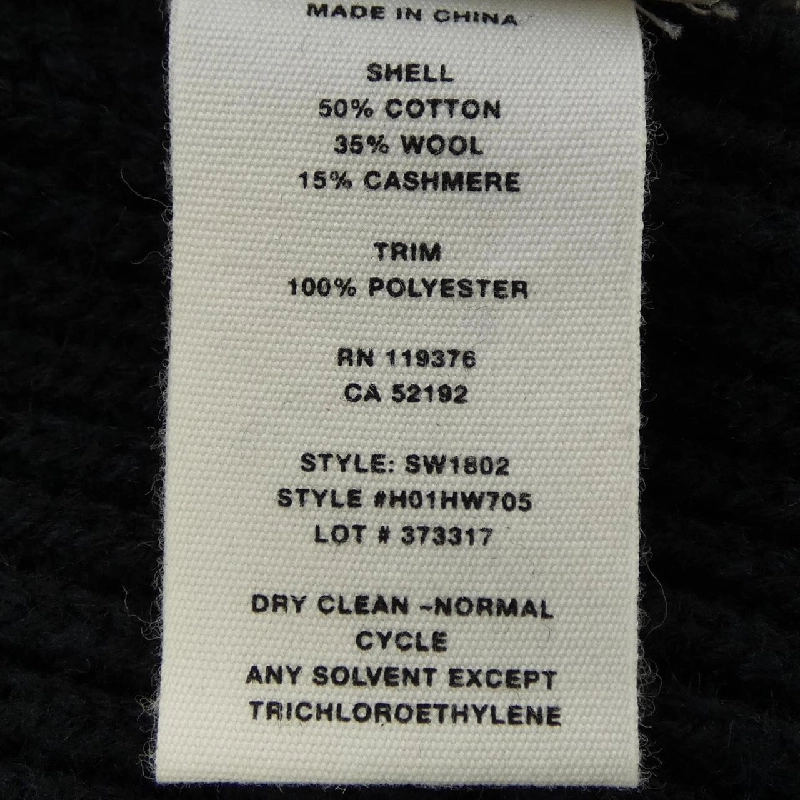 MADE IN CHINA
SHELL
50% COTTON
35% WOOL
15% CASHMERE
TRIM
100% POLYESTER
RN 119376
CA 52192
STYLE: SW1802
STYLE #H01HW705
LOT # 373317
DRY CLEAN ~NORMAL
CYCLE
ANY SOLVENT EXCEPT
TRICHLOROETHYLENE